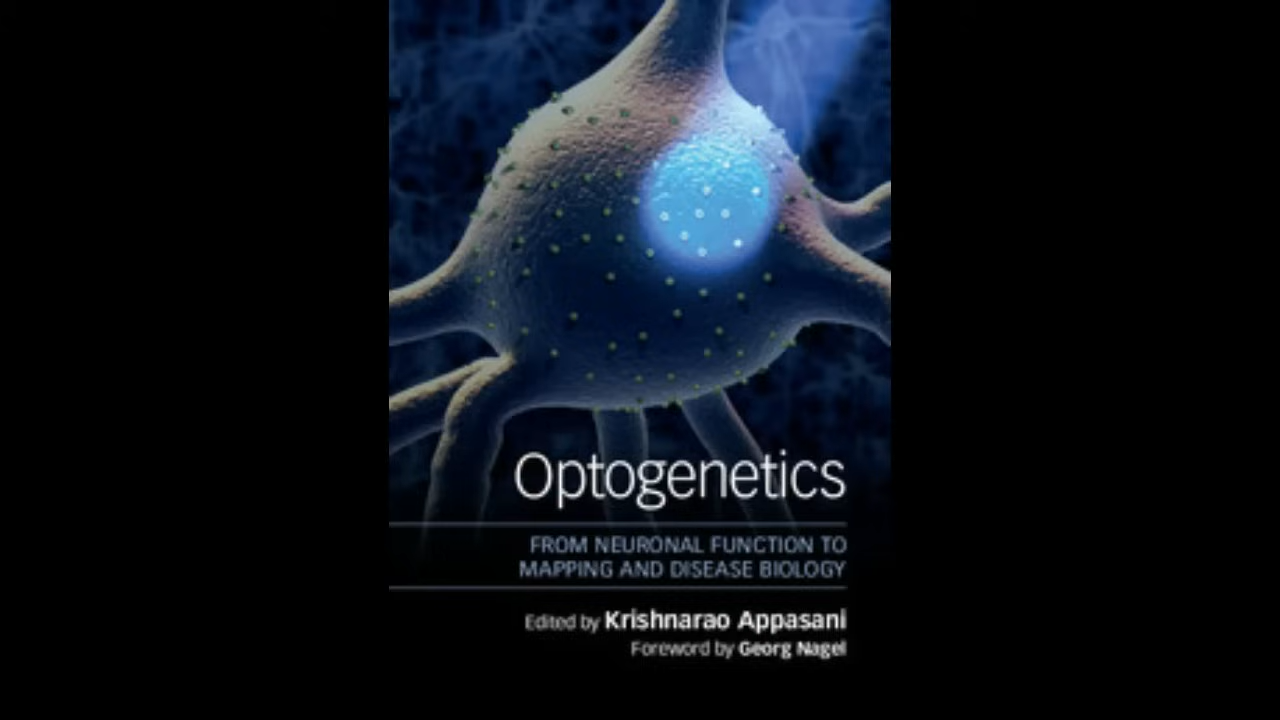 Optogenetics
FROM NEURONAL FUNCTION TO
MAPPING AND DISEASE BIOLOGY
Edited by Krishnarao Appasani
Foreword by Georg Nagel